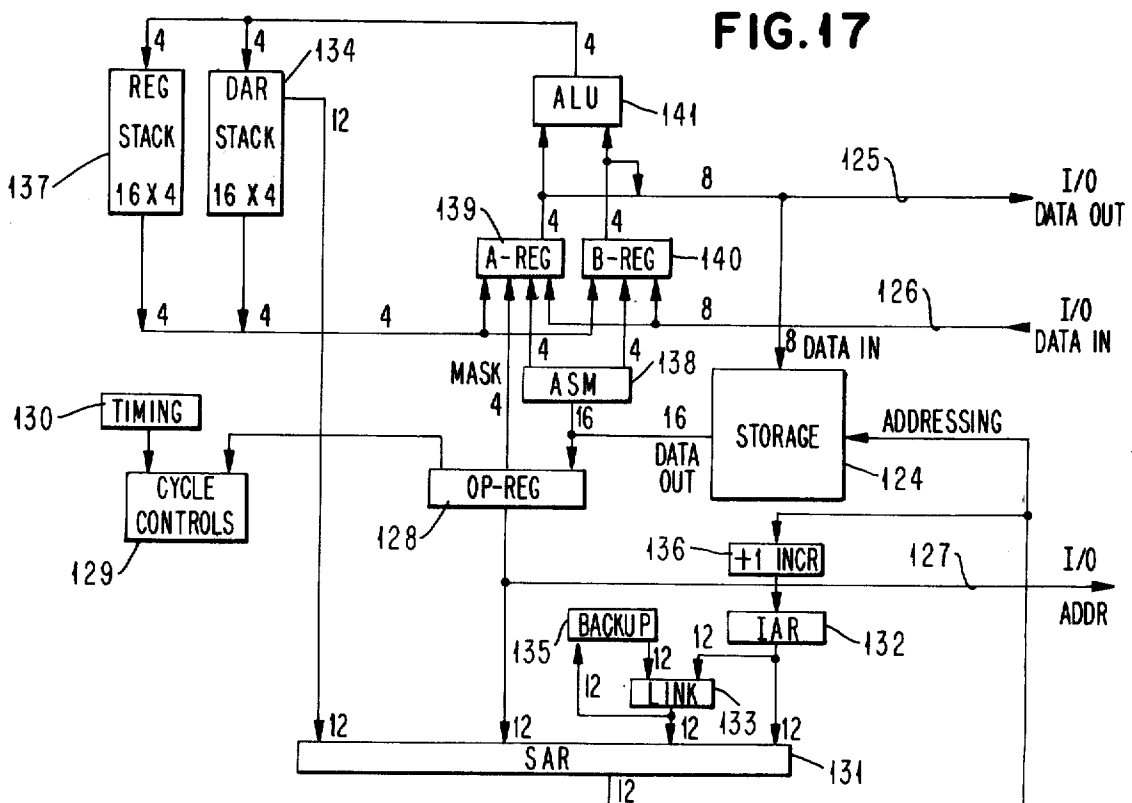 FIG.17
4
4
4
134
REG
STACK
16 X 4
DAR
STACK
16 X 4
12
ALU
141
137
8
125
I/O
DATA OUT
139
4
4
A-REG
B-REG
140
4
4
4
8
126
I/O
DATA IN
8 DATA IN
MASK
4
4
4
ASM
138
16
16
DATA
OUT
STORAGE
ADDRESSING
124
130
TIMING
CYCLE
CONTROLS
129
OP-REG
128
136
+1 INCR
127
I/O
ADDR
135
BACKUP
12
12
IAR
132
12
LINK
133
12
12
12
12
SAR
131
12